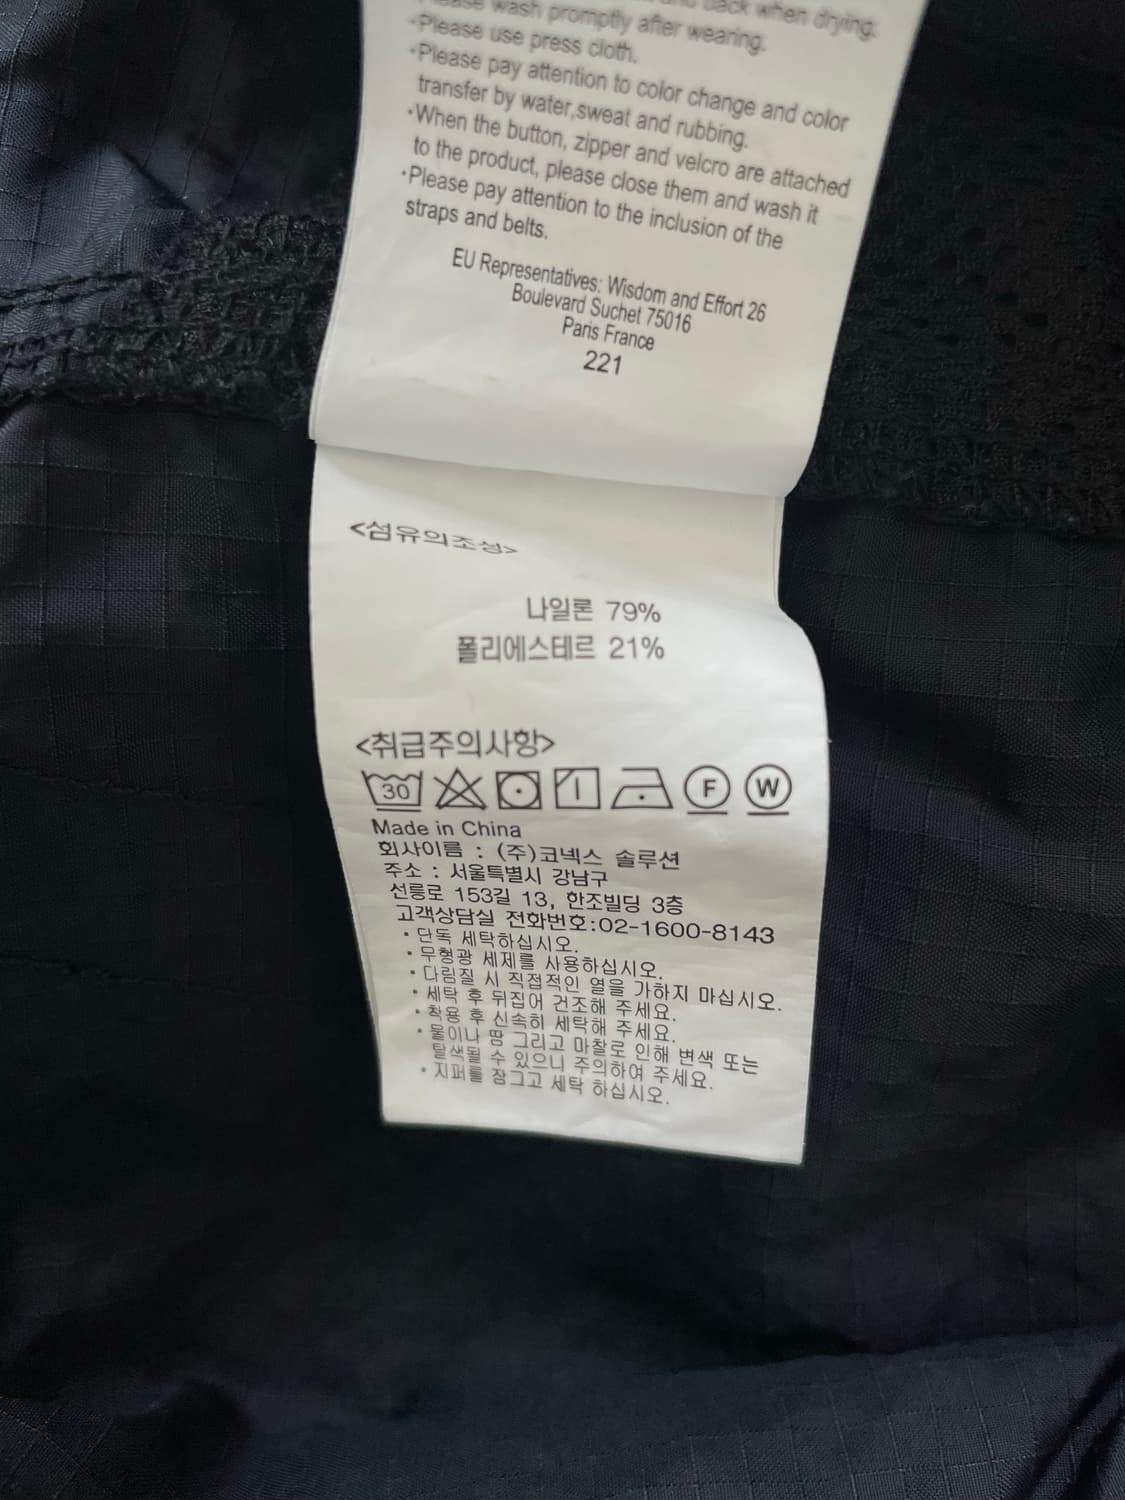 and back when drying.
Please wash promptly after wearing.
·Please use press cloth.
·Please pay attention to color change and color
transfer by water,sweat and rubbing.
·When the button, zipper and velcro are attached
to the product, please close them and wash it
·Please pay attention to the inclusion of the
straps and belts.
EU Representatives: Wisdom and Effort 26
Boulevard Suchet 75016
Paris France
221
<섬유의조성>
나일론 79%
폴리에스테르 21%
<취급주의사항>
30 F W
Made in China
회사이름 : (주)코넥스 솔루션
주소 : 서울특별시 강남구
선릉로 153길 13, 한조빌딩 3층
고객상담실 전화번호:02-1600-8143
·단독 세탁하십시오.
·무형광 세제를 사용하십시오.
·다림질 시 직접적인 열을 가하지 마십시오.
·세탁 후 뒤집어 건조해 주세요.
·착용 후 신속히 세탁해 주세요.
·물이나 땀 그리고 마찰로 인해 변색 또는
탈색될 수 있으니 주의하여 주세요.
·지퍼를 잠그고 세탁 하십시오.